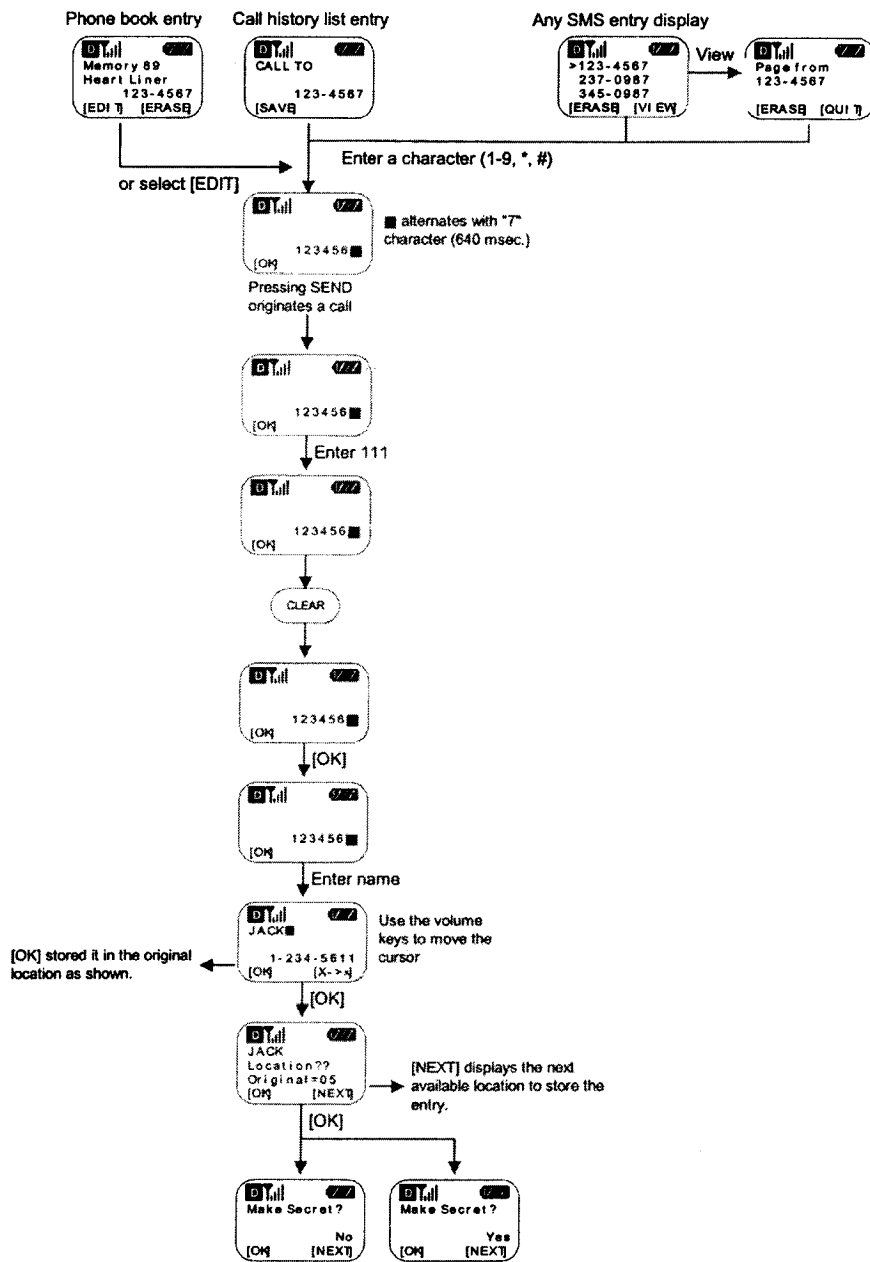 Phone book entry
Call history list entry
Any SMS entry display
D
Memory 89
Heart Liner
123-4567
[EDIT] [ERASE]
D
CALL TO
123-4567
[SAVE]
D
>123-4567
237-0987
345-0987
[ERASE] [VIEW]
View
D
Page from
123-4567
[ERASE] [QUIT]
Enter a character (1-9, *, #)
or select [EDIT]
D
123456■
[OK]
■ alternates with "7"
character (640 msec.)
Pressing SEND
originates a call
D
123456■
[OK]
Enter 111
D
123456■
[OK]
CLEAR
D
123456■
[OK]
[OK]
D
123456■
[OK]
Enter name
D
JACK■
1-234-5611
[OK] [X->x]
Use the volume
keys to move the
cursor
[OK] stored it in the original
location as shown.
[OK]
D
JACK
Location??
Original=05
[OK] [NEXT]
[NEXT] displays the next
available location to store the
entry.
[OK]
D
Make Secret?
No
[OK] [NEXT]
D
Make Secret?
Yes
[OK] [NEXT]